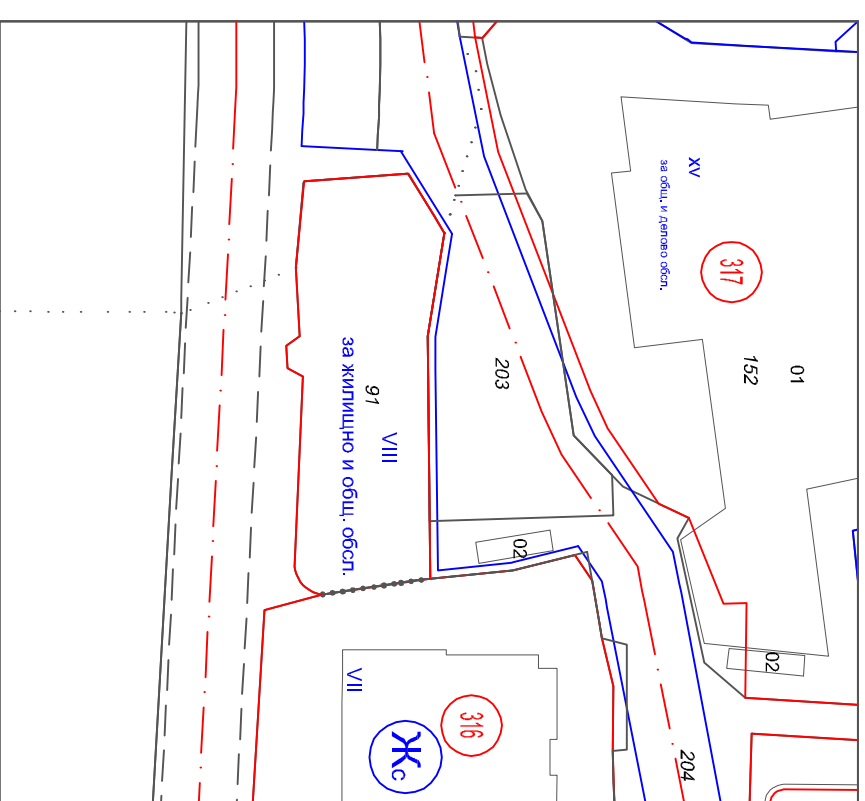 01
152
317
XV
за общ. и делово обсл.
203
91
VIII
за жилищно и общ. обсл.
02
02
204
316
VII
Жс